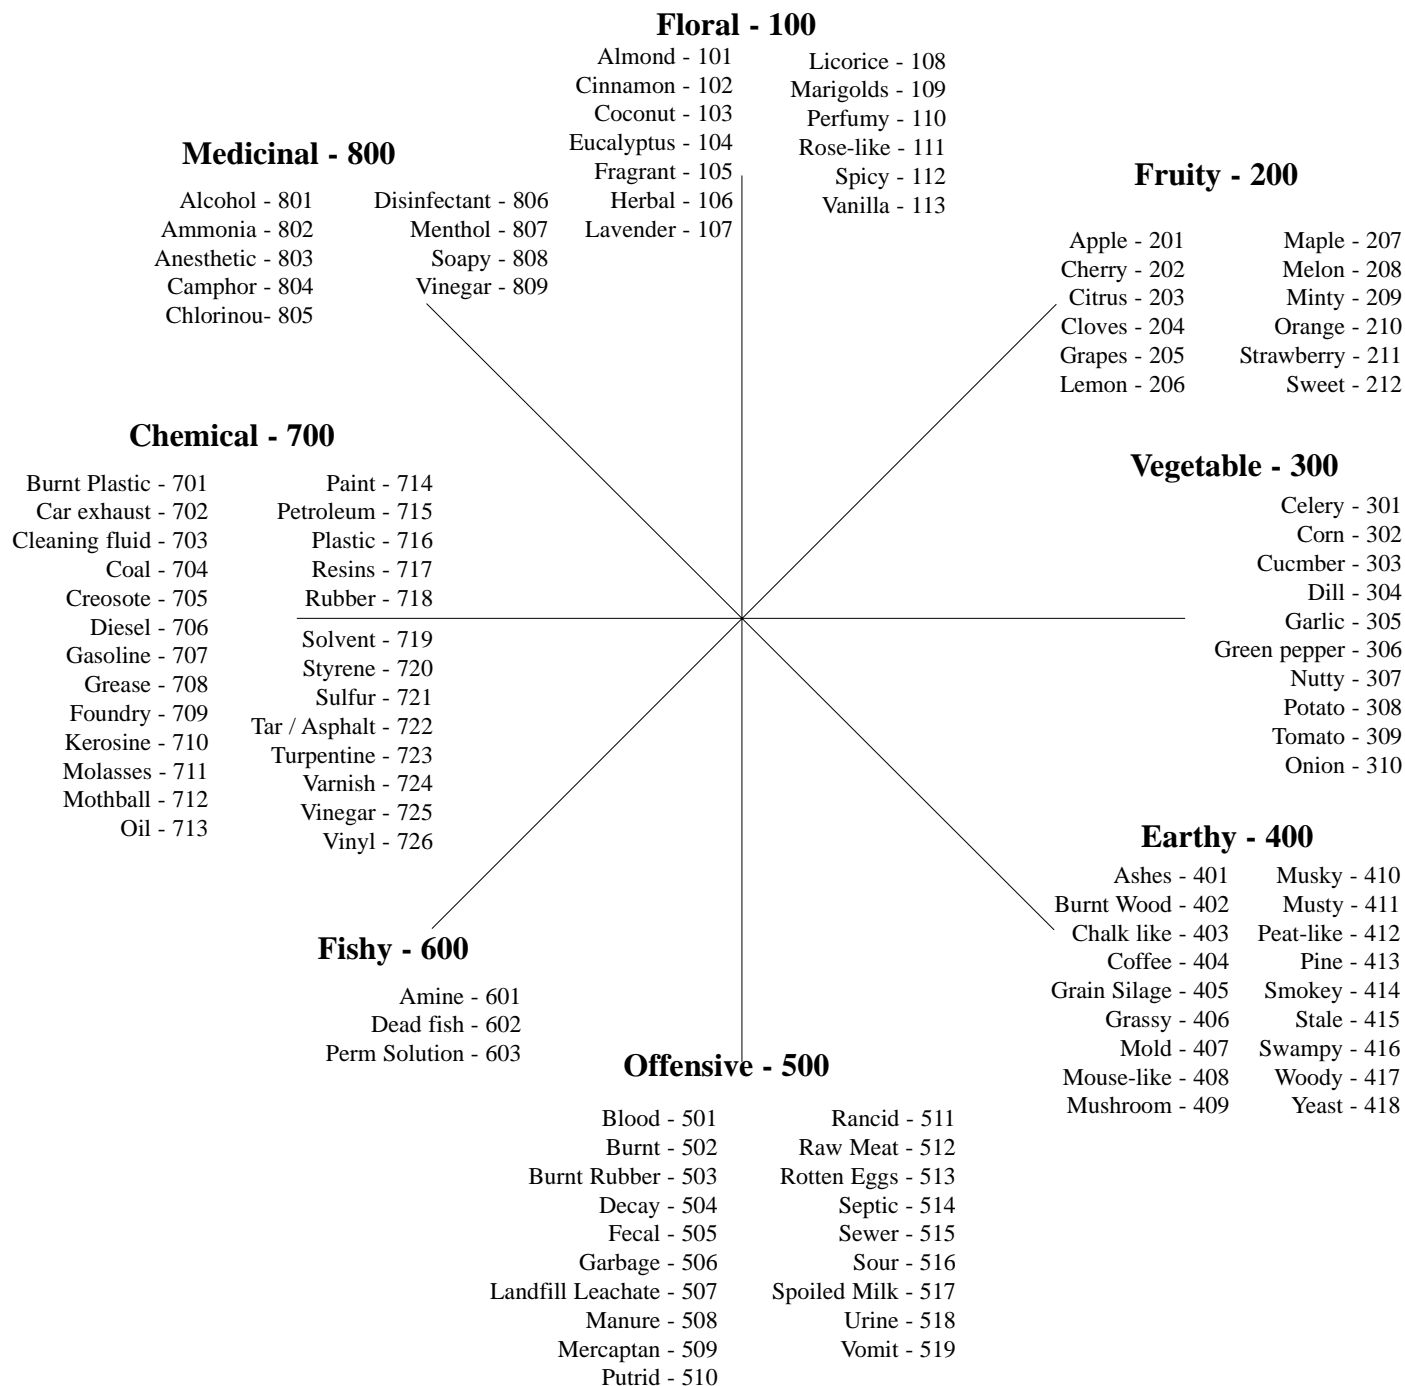 Floral - 100
Almond - 101
Cinnamon - 102
Coconut - 103
Eucalyptus - 104
Fragrant - 105
Herbal - 106
Lavender - 107
Licorice - 108
Marigolds - 109
Perfumy - 110
Rose-like - 111
Spicy - 112
Vanilla - 113
Fruity - 200
Apple - 201
Cherry - 202
Citrus - 203
Cloves - 204
Grapes - 205
Lemon - 206
Maple - 207
Melon - 208
Minty - 209
Orange - 210
Strawberry - 211
Sweet - 212
Vegetable - 300
Celery - 301
Corn - 302
Cucmber - 303
Dill - 304
Garlic - 305
Green pepper - 306
Nutty - 307
Potato - 308
Tomato - 309
Onion - 310
Earthy - 400
Ashes - 401
Burnt Wood - 402
Chalk like - 403
Coffee - 404
Grain Silage - 405
Grassy - 406
Mold - 407
Mouse-like - 408
Mushroom - 409
Musky - 410
Musty - 411
Peat-like - 412
Pine - 413
Smokey - 414
Stale - 415
Swampy - 416
Woody - 417
Yeast - 418
Offensive - 500
Blood - 501
Burnt - 502
Burnt Rubber - 503
Decay - 504
Fecal - 505
Garbage - 506
Landfill Leachate - 507
Manure - 508
Mercaptan - 509
Putrid - 510
Rancid - 511
Raw Meat - 512
Rotten Eggs - 513
Septic - 514
Sewer - 515
Sour - 516
Spoiled Milk - 517
Urine - 518
Vomit - 519
Fishy - 600
Amine - 601
Dead fish - 602
Perm Solution - 603
Chemical - 700
Burnt Plastic - 701
Car exhaust - 702
Cleaning fluid - 703
Coal - 704
Creosote - 705
Diesel - 706
Gasoline - 707
Grease - 708
Foundry - 709
Kerosine - 710
Molasses - 711
Mothball - 712
Oil - 713
Paint - 714
Petroleum - 715
Plastic - 716
Resins - 717
Rubber - 718
Solvent - 719
Styrene - 720
Sulfur - 721
Tar / Asphalt - 722
Turpentine - 723
Varnish - 724
Vinegar - 725
Vinyl - 726
Medicinal - 800
Alcohol - 801
Ammonia - 802
Anesthetic - 803
Camphor - 804
Chlorinou- 805
Disinfectant - 806
Menthol - 807
Soapy - 808
Vinegar - 809